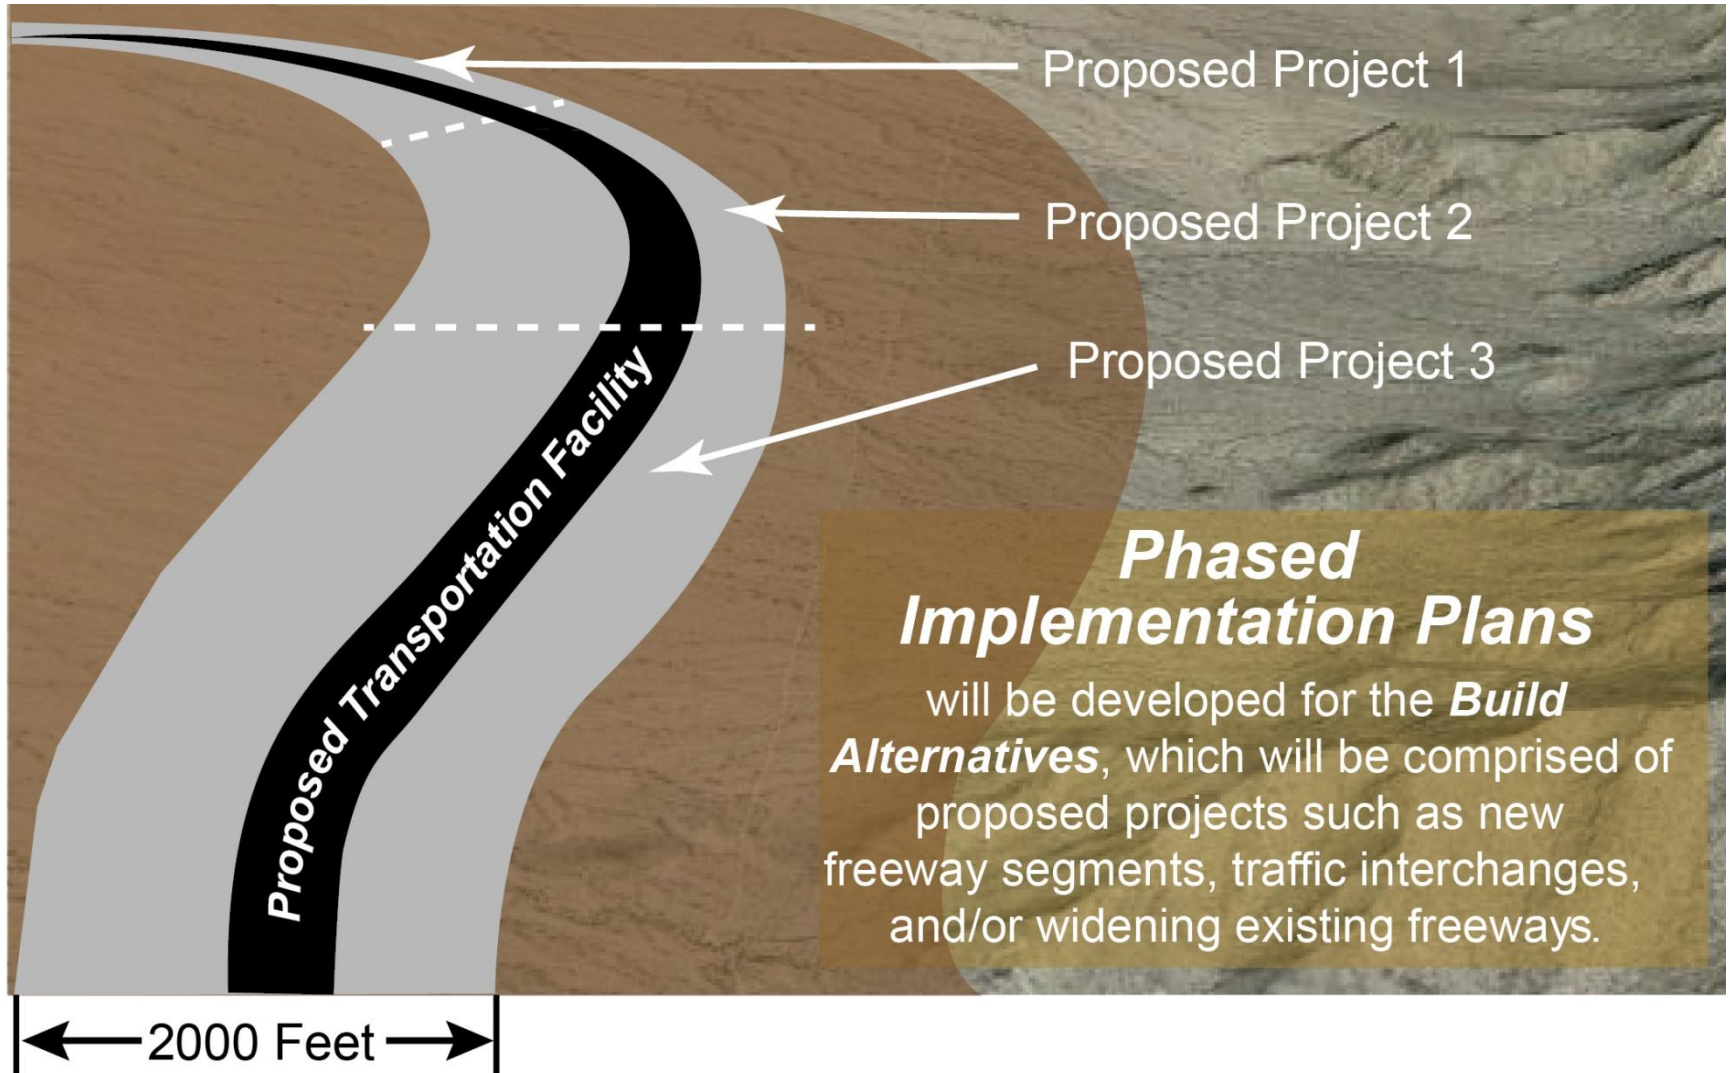 Proposed Project 1
Proposed Project 2
Proposed Project 3
Proposed Transportation Facility
Phased
Implementation Plans
will be developed for the Build
Alternatives, which will be comprised of
proposed projects such as new
freeway segments, traffic interchanges,
and/or widening existing freeways.
2000 Feet